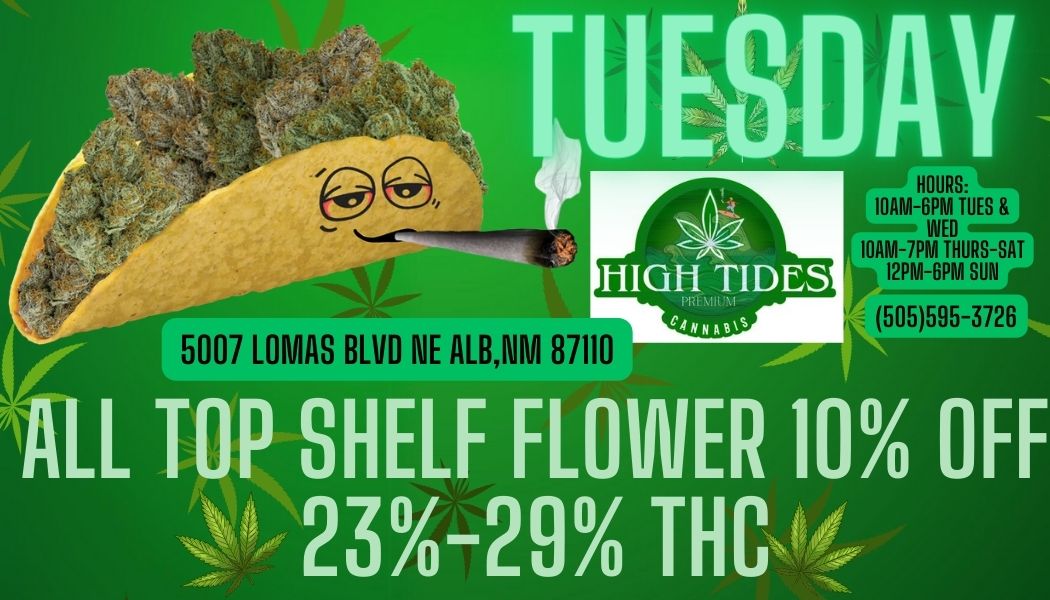 TUESDAY
HIGH TIDES
PREMIUM
CANNABIS
HOURS:
10AM-6PM TUES &
WED
10AM-7PM THURS-SAT
12PM-6PM SUN
(505)595-3726
5007 LOMAS BLVD NE ALB,NM 87110
ALL TOP SHELF FLOWER 10% OFF
23%-29% THC